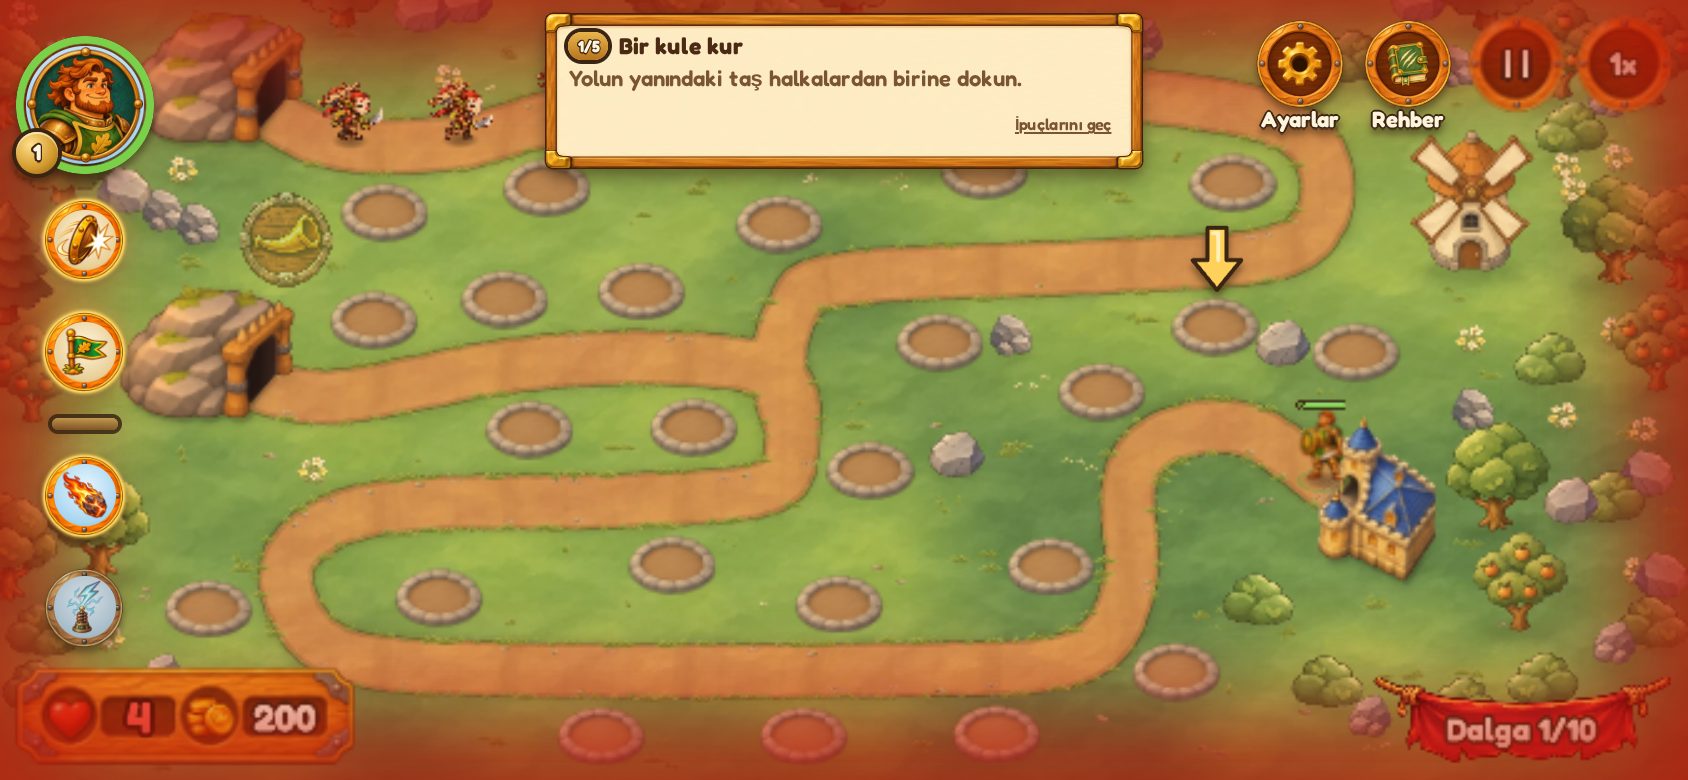 1/5 Bir kule kur
Yolun yanındaki taş halkalardan birine dokun.
İpuçlarını geç
1x
Ayarlar
Rehber
1
4
200
Dalga 1/10